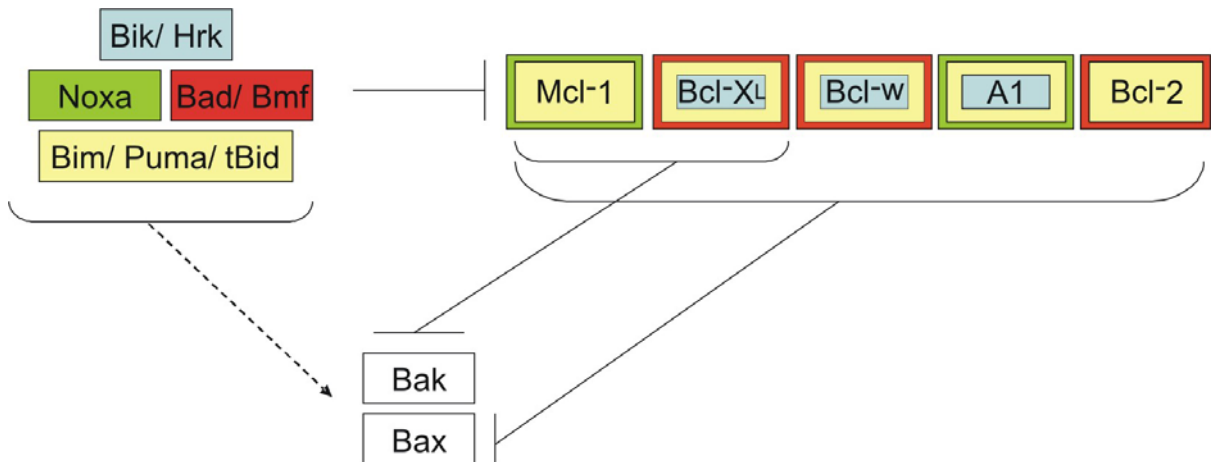 Bik/ Hrk
Noxa
Bad/ Bmf
Bim/ Puma/ tBid
Mcl-1
Bcl-XL
Bcl-w
A1
Bcl-2
Bak
Bax